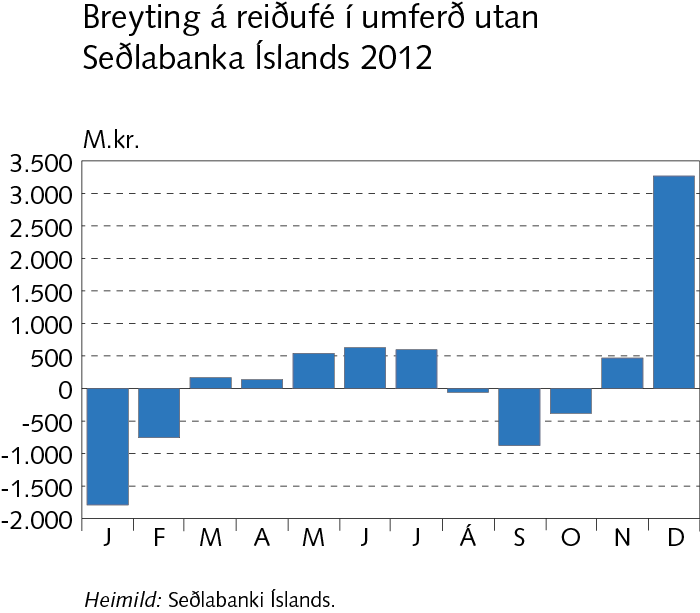 Breyting á reiðufé í umferð utan
Seðlabanka Íslands 2012
M.kr.
3.500
3.000
2.500
2.000
1.500
1.000
500
0
-500
-1.000
-1.500
-2.000
J F M A M J J Á S O N D
Heimild: Seðlabanki Íslands.